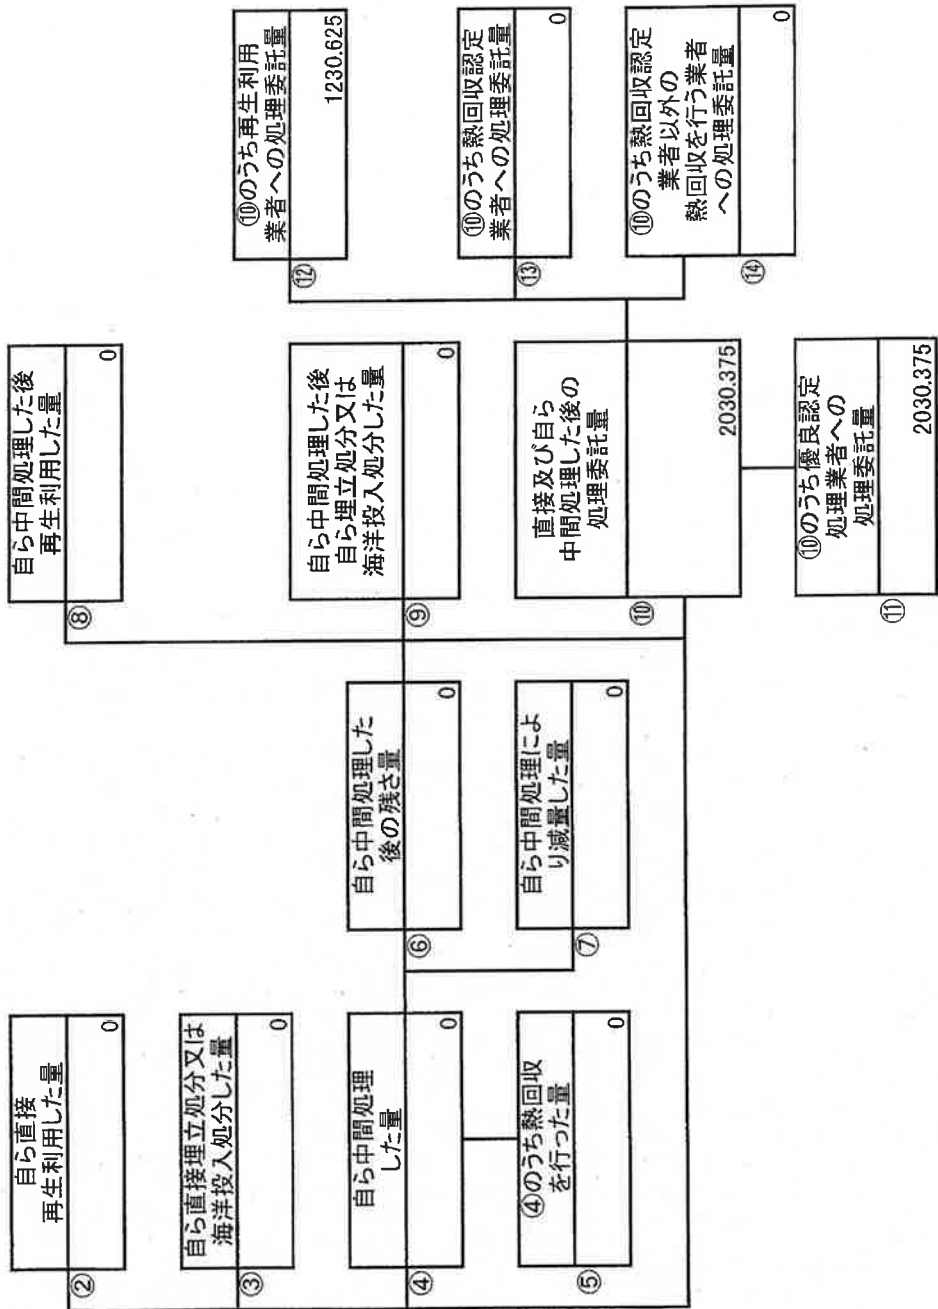 ②
自ら直接
再生利用した量
0
③
自ら直接埋立処分又は
海洋投入処分した量
0
④
自ら中間処理
した量
0
⑤
④のうち熱回収
を行った量
0
⑥
自ら中間処理した
後の残さ量
0
⑦
自ら中間処理によ
り減量した量
0
⑧
自ら中間処理した後
再生利用した量
0
⑨
自ら中間処理した後
自ら埋立処分又は
海洋投入処分した量
0
⑩
直接及び自ら
中間処理した後の
処理委託量
2030.375
⑪
⑩のうち優良認定
処理業者への
処理委託量
2030.375
⑫
⑩のうち再生利用
業者への処理委託量
1230.625
⑬
⑩のうち熱回収認定
業者への処理委託量
0
⑭
⑩のうち熱回収認定
業者以外の
熱回収を行う業者
への処理委託量
0